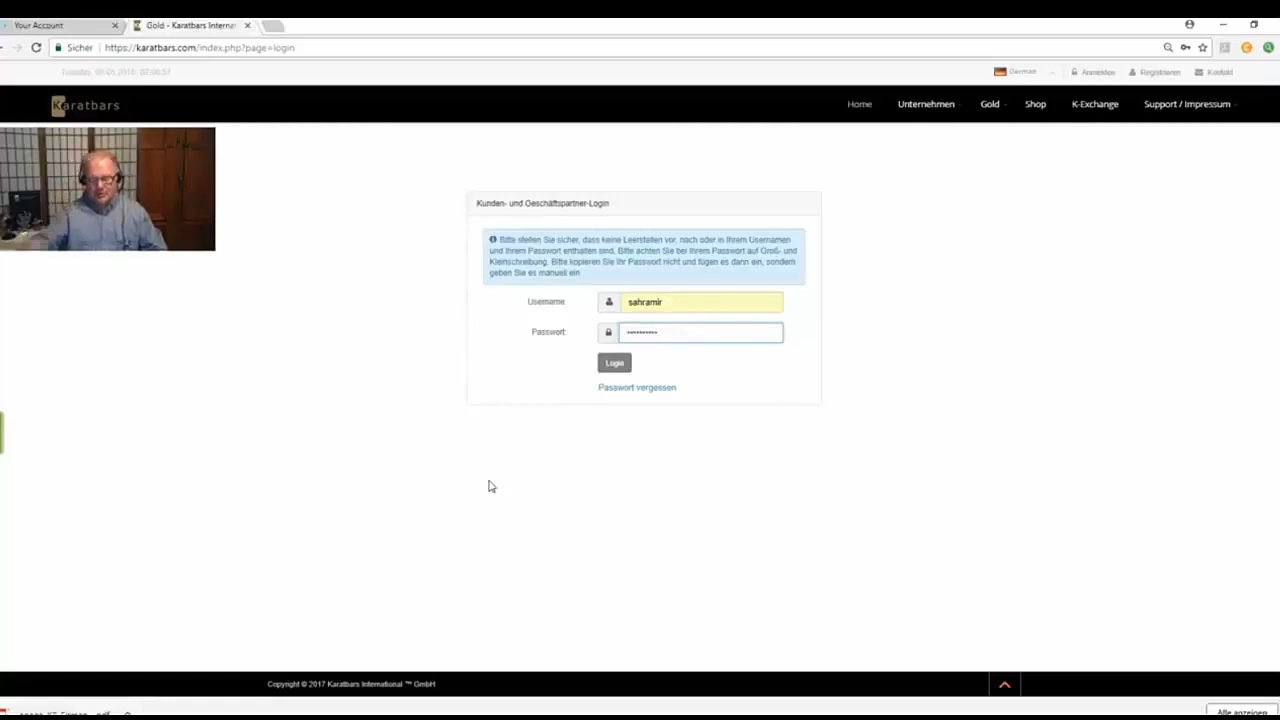 Your Account
Gold - Karatbars Internat
Sicher
https://karatbars.com/index.php?page=login
German
Anmelden
Registrieren
Kontakt
Karatbars
Home
Unternehmen
Gold
Shop
K-Exchange
Support / Impressum
Kunden- und Geschäftspartner-Login
Bitte stellen Sie sicher, dass keine Leerstellen vor, nach oder in Ihrem Usernamen
und Ihrem Passwort enthalten sind. Bitte achten Sie bei Ihrem Passwort auf Groß- und
Kleinschreibung. Bitte kopieren Sie Ihr Passwort nicht und fügen es dann ein, sondern
geben Sie es manuell ein
Username
sahramir
Passwort
Login
Passwort vergessen
Copyright © 2017 Karatbars International ™ GmbH
Alle anzeigen